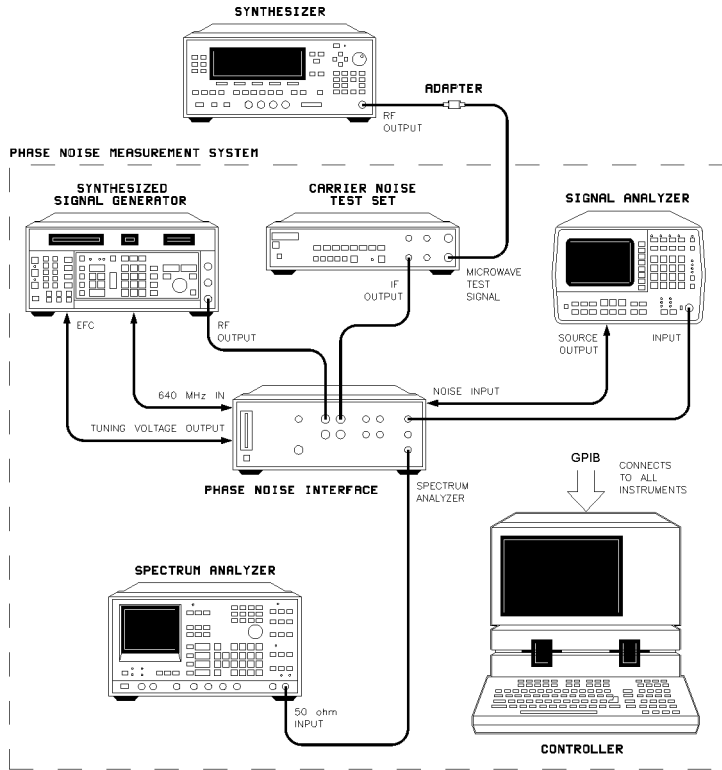 SYNTHESIZER
ADAPTER
RF
OUTPUT
PHASE NOISE MEASUREMENT SYSTEM
SYNTHESIZED
SIGNAL GENERATOR
CARRIER NOISE
TEST SET
SIGNAL ANALYZER
EFC
RF
OUTPUT
IF
OUTPUT
MICROWAVE
TEST
SIGNAL
SOURCE
OUTPUT
INPUT
640 MHz IN
NOISE INPUT
TUNING VOLTAGE OUTPUT
PHASE NOISE INTERFACE
SPECTRUM
ANALYZER
GPIB
CONNECTS
TO ALL
INSTRUMENTS
SPECTRUM ANALYZER
50 ohm
INPUT
CONTROLLER